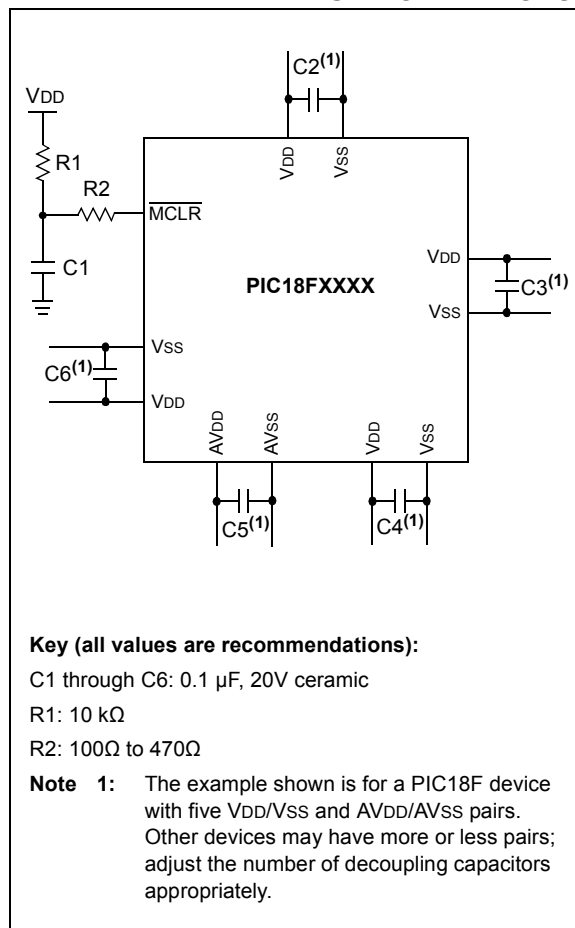 C2(1)
VDD
R1
R2
C1
VDD
VSS
MCLR
PIC18FXXXX
VDD
VSS
C3(1)
VSS
VDD
C6(1)
AVDD
AVSS
VDD
VSS
C5(1)
C4(1)
Key (all values are recommendations):
C1 through C6: 0.1 µF, 20V ceramic
R1: 10 kΩ
R2: 100Ω to 470Ω
Note 1: The example shown is for a PIC18F device
with five VDD/VSS and AVDD/AVSS pairs.
Other devices may have more or less pairs;
adjust the number of decoupling capacitors
appropriately.